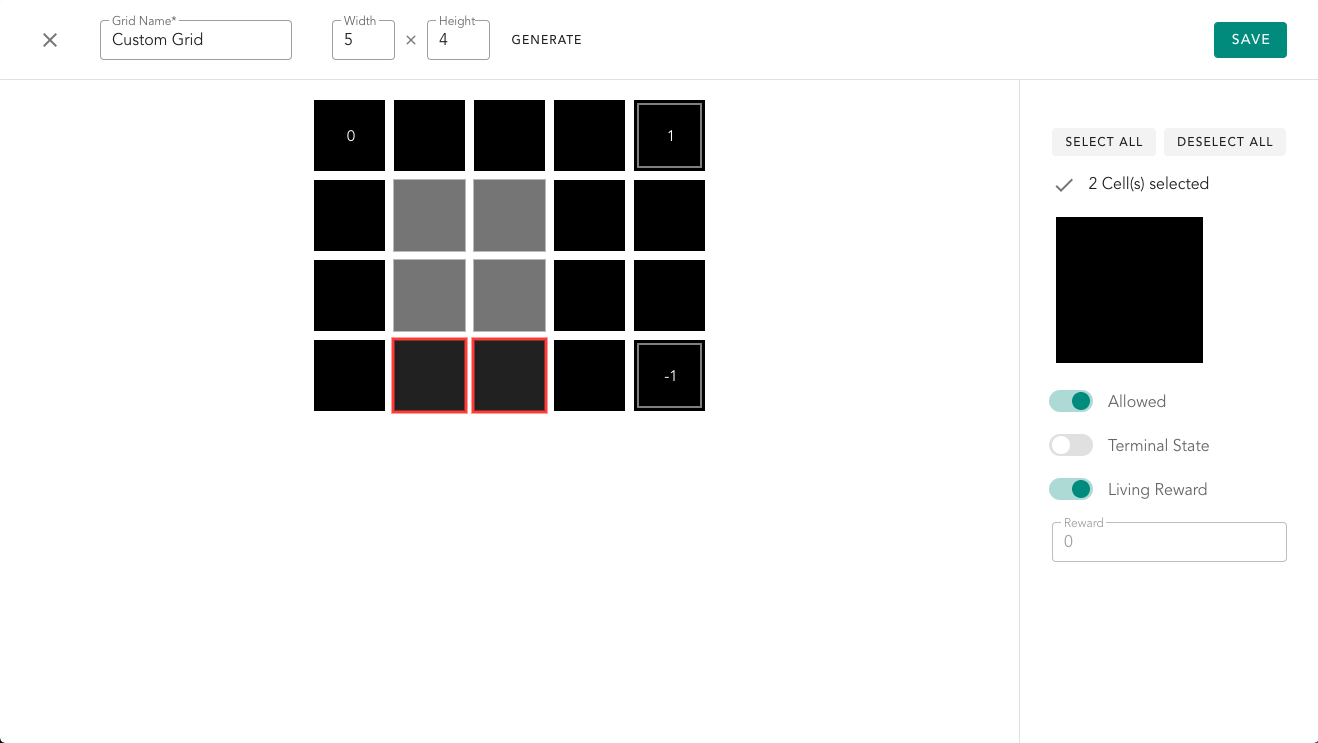 Grid Name*
Custom Grid
Width
5
×
Height
4
GENERATE
SAVE
0
1
-1
SELECT ALL
DESELECT ALL
2 Cell(s) selected
Allowed
Terminal State
Living Reward
Reward
0